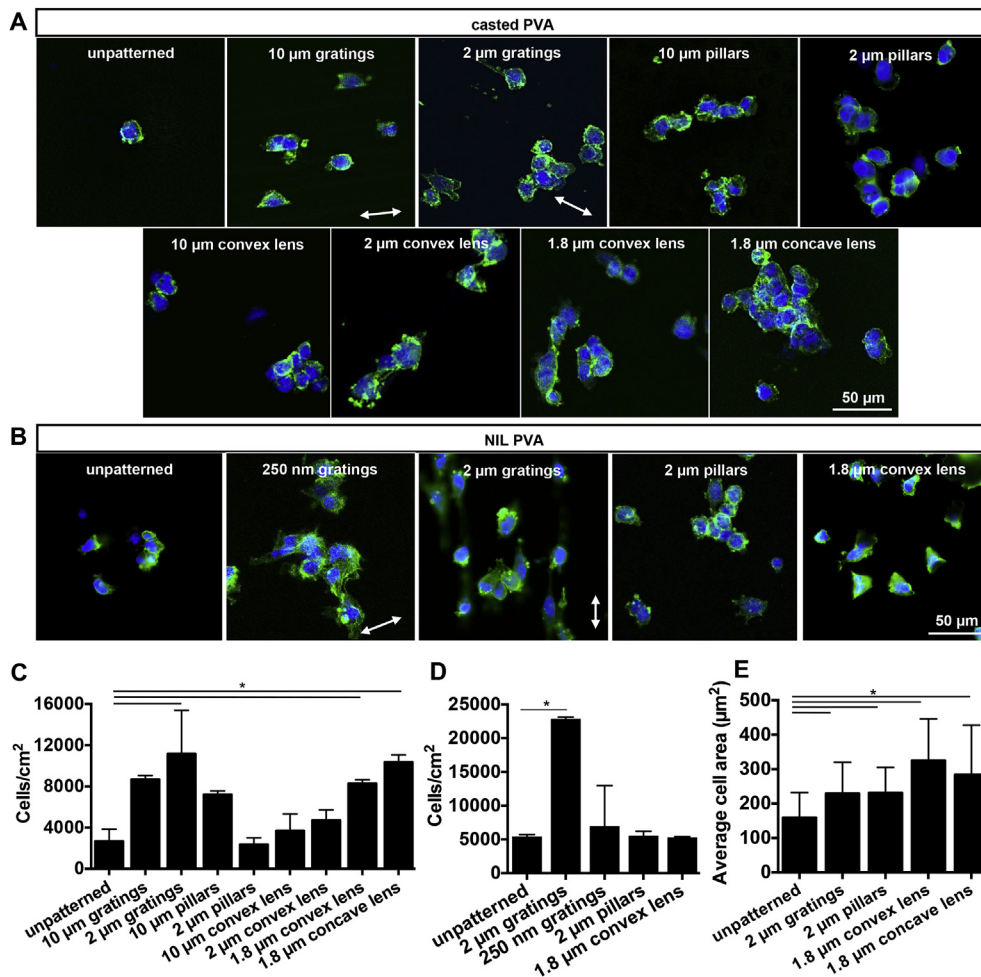 A
casted PVA
unpatterned
10 µm gratings
2 µm gratings
10 µm pillars
2 µm pillars
10 µm convex lens
2 µm convex lens
1.8 µm convex lens
1.8 µm concave lens
50 µm
B
NIL PVA
unpatterned
250 nm gratings
2 µm gratings
2 µm pillars
1.8 µm convex lens
50 µm
C
*
16000
12000
8000
4000
0
Cells/cm²
unpatterned
10 µm gratings
2 µm gratings
10 µm pillars
2 µm pillars
10 µm convex lens
2 µm convex lens
1.8 µm convex lens
1.8 µm concave lens
D
*
25000
20000
15000
10000
5000
0
Cells/cm²
unpatterned
2 µm gratings
250 nm gratings
2 µm pillars
1.8 µm convex lens
E
*
500
400
300
200
100
0
Average cell area (µm²)
unpatterned
2 µm gratings
2 µm pillars
1.8 µm convex lens
1.8 µm concave lens